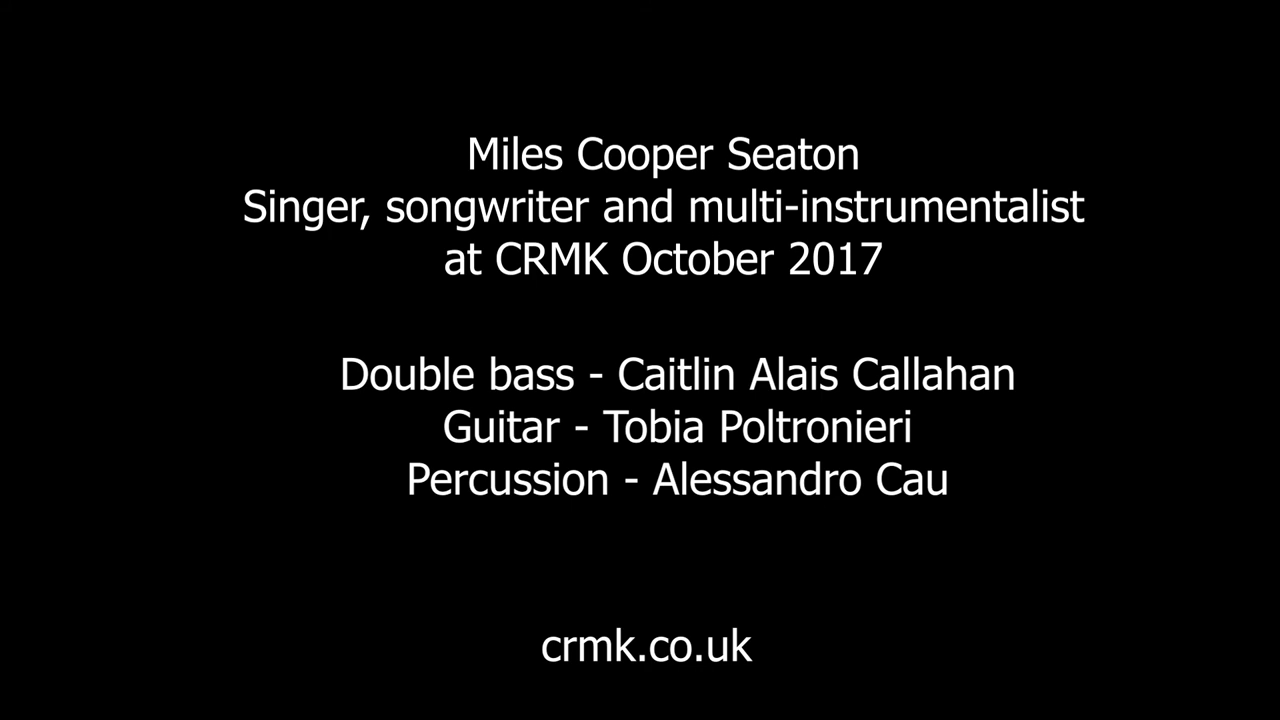 Miles Cooper Seaton
Singer, songwriter and multi-instrumentalist
at CRMK October 2017
Double bass - Caitlin Alais Callahan
Guitar - Tobia Poltronieri
Percussion - Alessandro Cau
crmk.co.uk